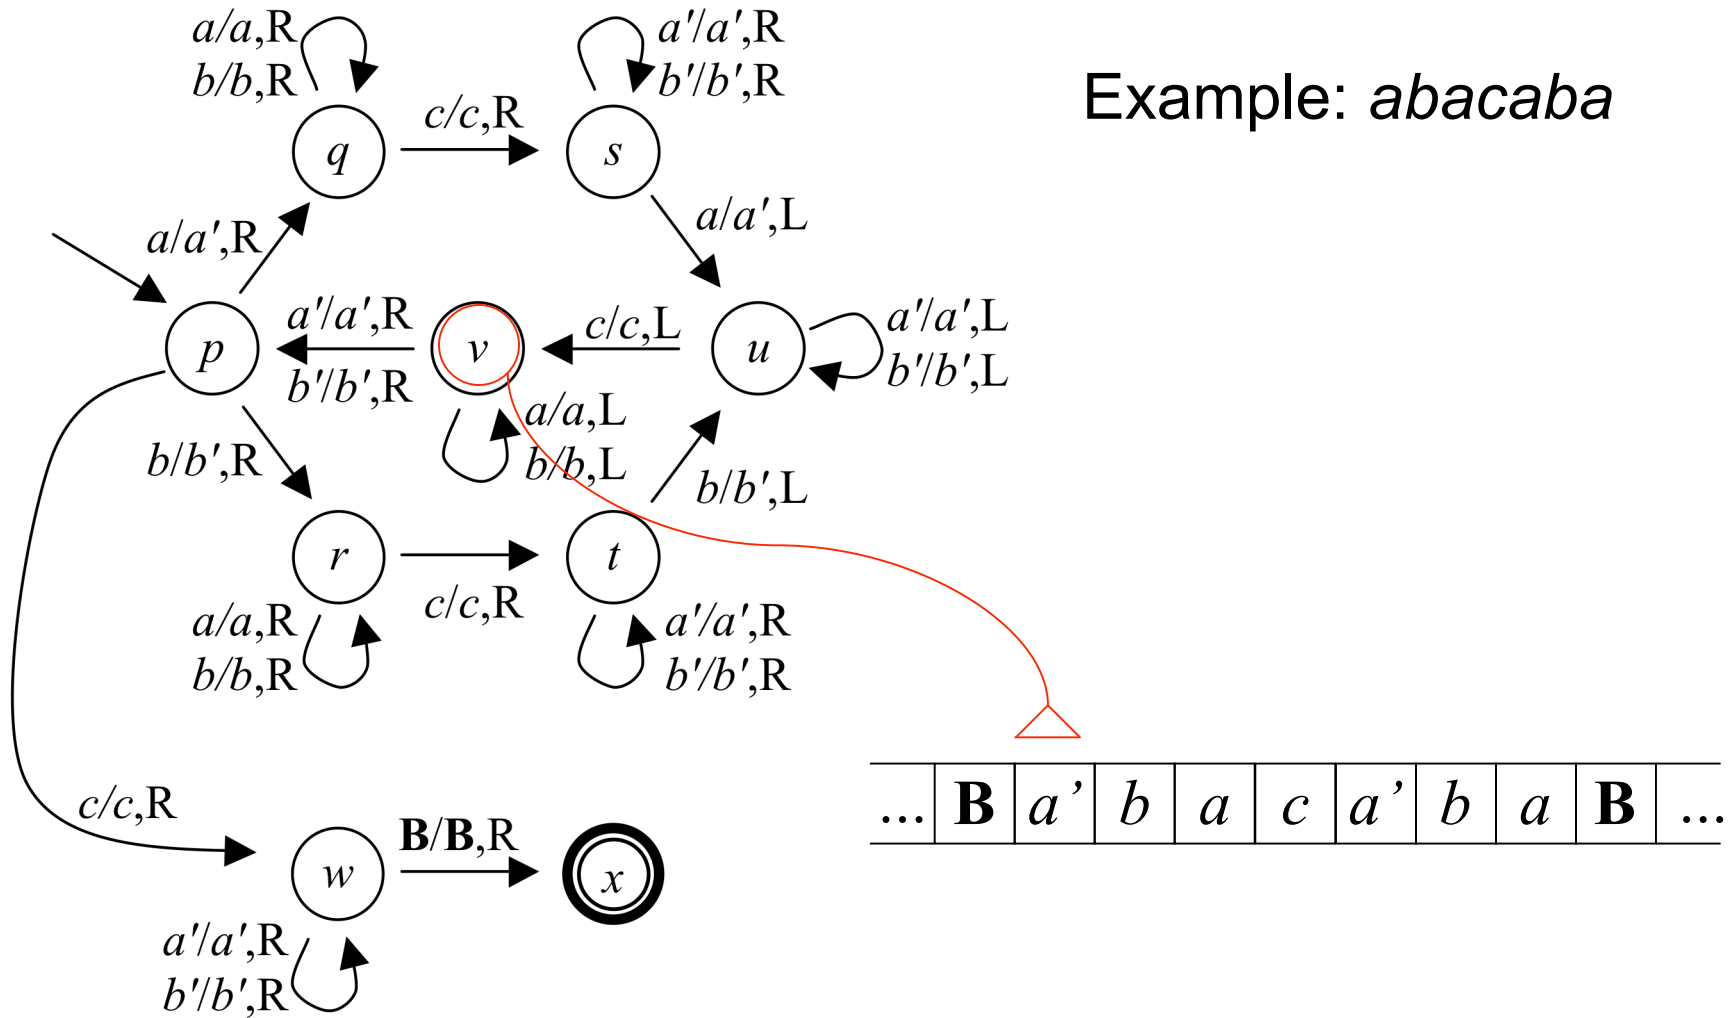 Example: abacaba
a/a,R
b/b,R
a′/a′,R
b′/b′,R
q
c/c,R
s
a/a′,R
a/a′,L
p
a′/a′,R
b′/b′,R
v
c/c,L
u
a′/a′,L
b′/b′,L
a/a,L
b/b,L
b/b′,R
b/b′,L
r
c/c,R
t
a/a,R
b/b,R
a′/a′,R
b′/b′,R
... B a’ b a c a’ b a B ...
c/c,R
w
B/B,R
x
a′/a′,R
b′/b′,R